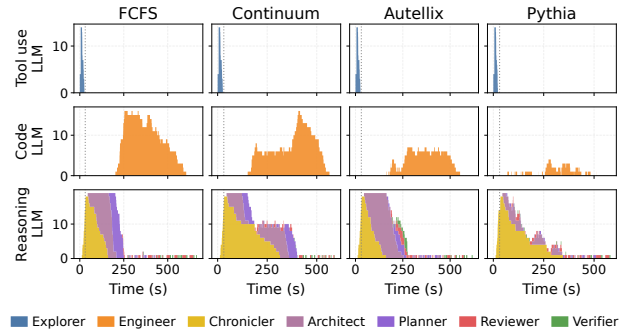 FCFS Continuum Autellix Pythia
Tool use
LLM
10
0
Code
LLM
10
0
Reasoning
LLM
10
0
0 250 500 0 250 500 0 250 500 0 250 500
Time (s) Time (s) Time (s) Time (s)
Explorer Engineer Chronicler Architect Planner Reviewer Verifier